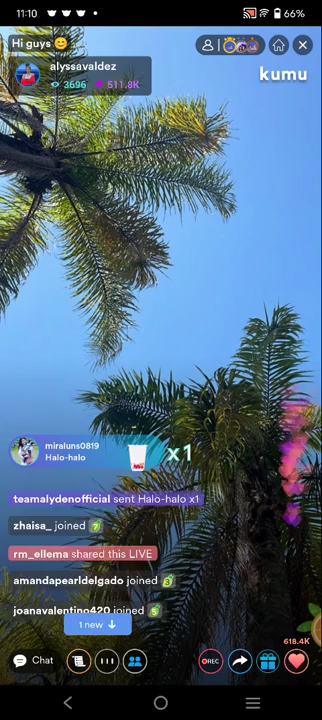 11:10
66%
Hi guys 😊
alyssavaldez
3696 511.8K
kumu
miraluns0819
Halo-halo
x1
teamalydenofficial sent Halo-halo x1
zhaisa_ joined
rm_ellema shared this LIVE
amandapearldelgado joined
joanavalentino420 joined
1 new ↓
618.4K
Chat
REC